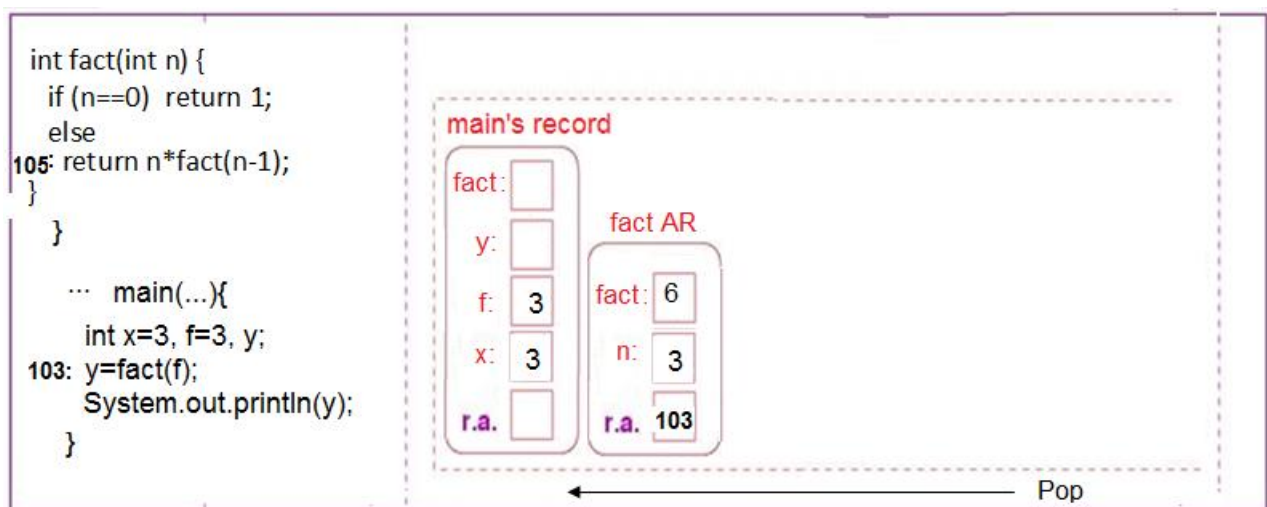 int fact(int n) {
if (n==0) return 1;
else
105: return n*fact(n-1);
}
}
... main(...){
int x=3, f=3, y;
103: y=fact(f);
System.out.println(y);
}
main's record
fact:
y:
f: 3
x: 3
r.a.
fact AR
fact: 6
n: 3
r.a. 103
Pop